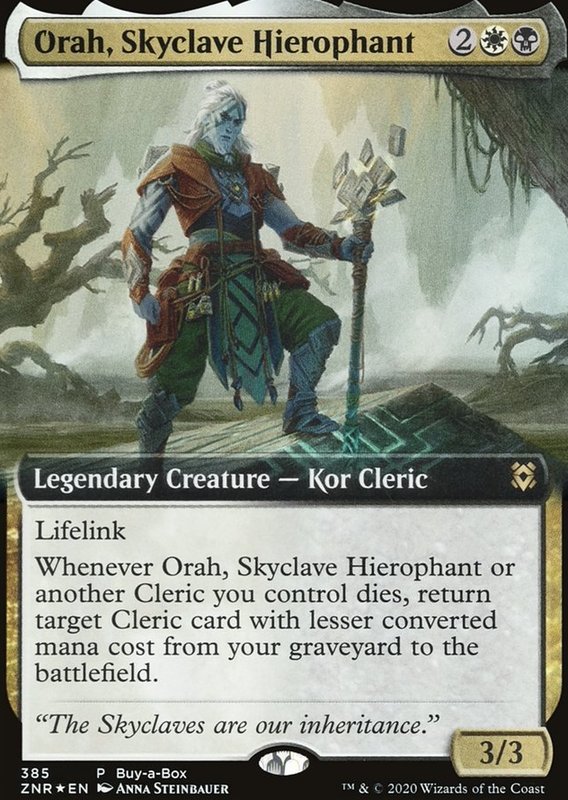 Orah, Skyclave Hierophant 2
Legendary Creature — Kor Cleric
Lifelink
Whenever Orah, Skyclave Hierophant or
another Cleric you control dies, return
target Cleric card with lesser converted
mana cost from your graveyard to the
battlefield.
“The Skyclaves are our inheritance.”
3/3
385 P Buy-a-Box
ZNR★EN Anna Steinbauer
™ & © 2020 Wizards of the Coast